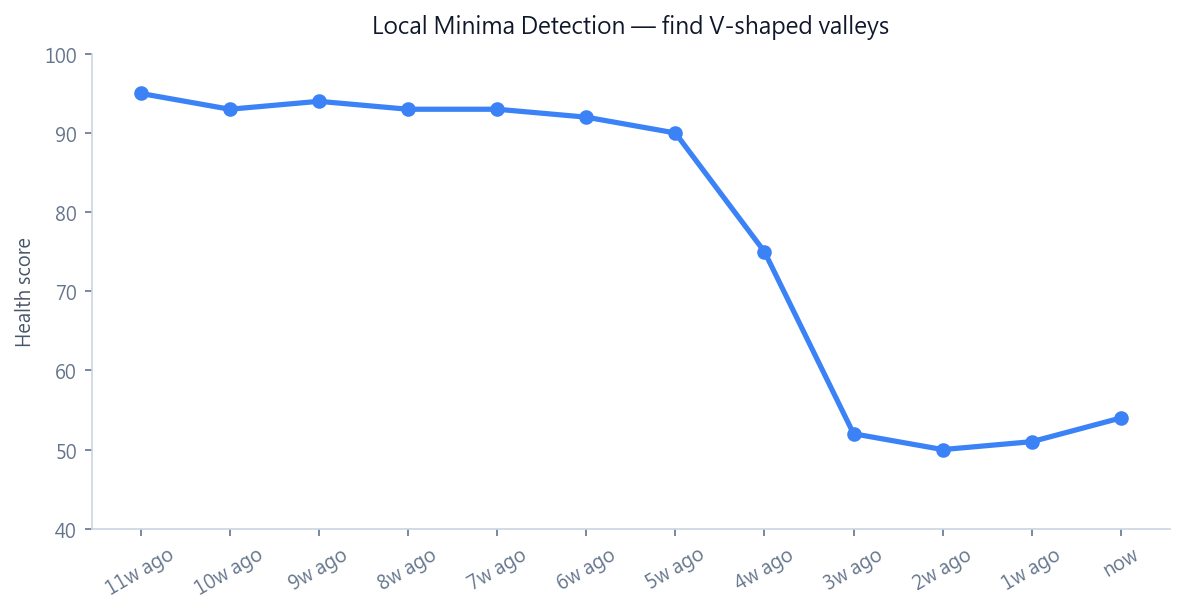 Local Minima Detection — find V-shaped valleys
Health score
100
90
80
70
60
50
40
11w ago
10w ago
9w ago
8w ago
7w ago
6w ago
5w ago
4w ago
3w ago
2w ago
1w ago
now